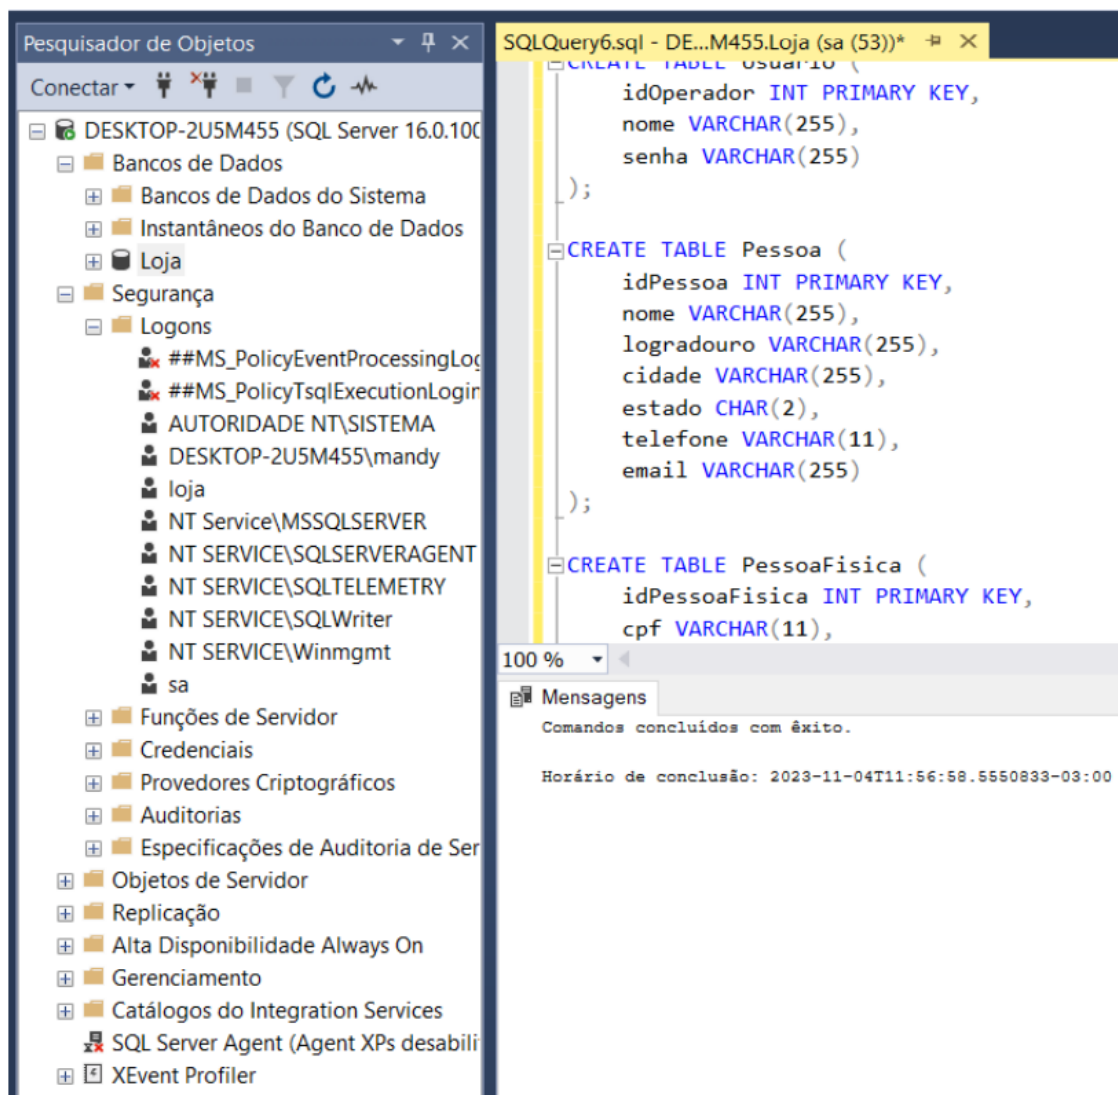 Pesquisador de Objetos
Conectar
DESKTOP-2U5M455 (SQL Server 16.0.100
Bancos de Dados
Bancos de Dados do Sistema
Instantâneos do Banco de Dados
Loja
Segurança
Logons
##MS_PolicyEventProcessingLog
##MS_PolicyTsqlExecutionLogin
AUTORIDADE NT\SISTEMA
DESKTOP-2U5M455\mandy
loja
NT Service\MSSQLSERVER
NT SERVICE\SQLSERVERAGENT
NT SERVICE\SQLTELEMETRY
NT SERVICE\SQLWriter
NT SERVICE\Winmgmt
sa
Funções de Servidor
Credenciais
Provedores Criptográficos
Auditorias
Especificações de Auditoria de Ser
Objetos de Servidor
Replicação
Alta Disponibilidade Always On
Gerenciamento
Catálogos do Integration Services
SQL Server Agent (Agent XPs desabili
XEvent Profiler
SQLQuery6.sql - DE...M455.Loja (sa (53))*
CREATE TABLE Usuario (
idOperador INT PRIMARY KEY,
nome VARCHAR(255),
senha VARCHAR(255)
);
CREATE TABLE Pessoa (
idPessoa INT PRIMARY KEY,
nome VARCHAR(255),
logradouro VARCHAR(255),
cidade VARCHAR(255),
estado CHAR(2),
telefone VARCHAR(11),
email VARCHAR(255)
);
CREATE TABLE PessoaFisica (
idPessoaFisica INT PRIMARY KEY,
cpf VARCHAR(11),
100 %
Mensagens
Comandos concluídos com êxito.
Horário de conclusão: 2023-11-04T11:56:58.5550833-03:00